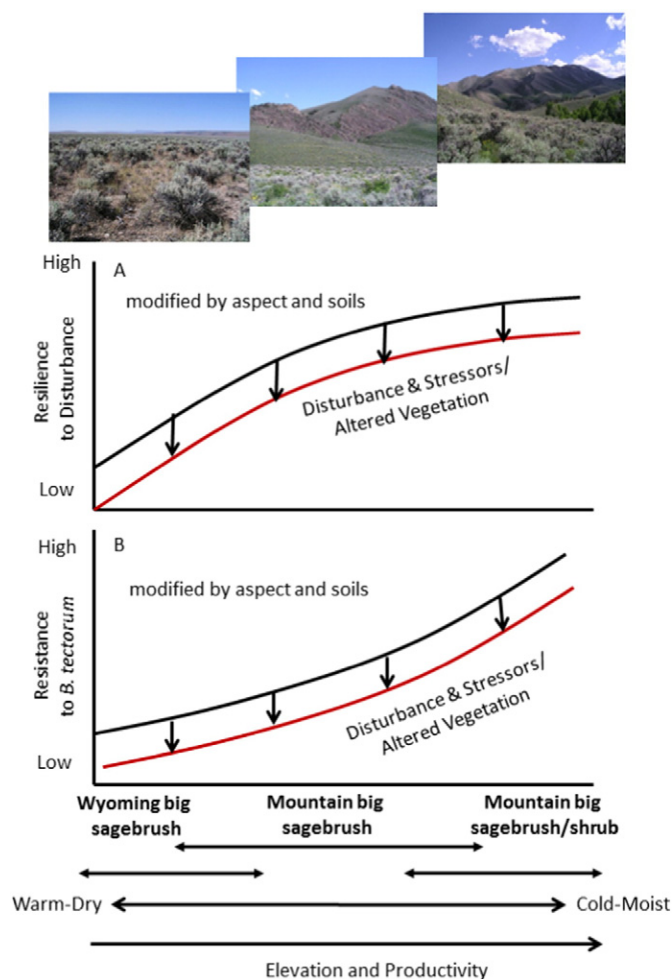 High
A
modified by aspect and soils
Resilience
to Disturbance
Disturbance & Stressors/
Altered Vegetation
Low
High
B
modified by aspect and soils
Resistance
to B. tectorum
Disturbance & Stressors/
Altered Vegetation
Low
Wyoming big
sagebrush
Mountain big
sagebrush
Mountain big
sagebrush/shrub
Warm-Dry
Cold-Moist
Elevation and Productivity